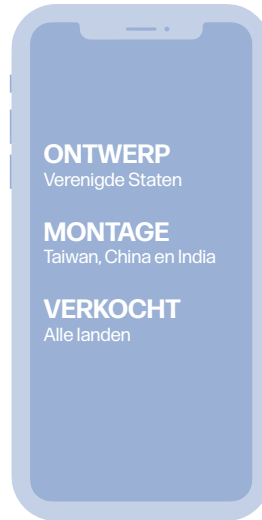 ONTWERP
Verenigde Staten
MONTAGE
Taiwan, China en India
VERKOCHT
Alle landen